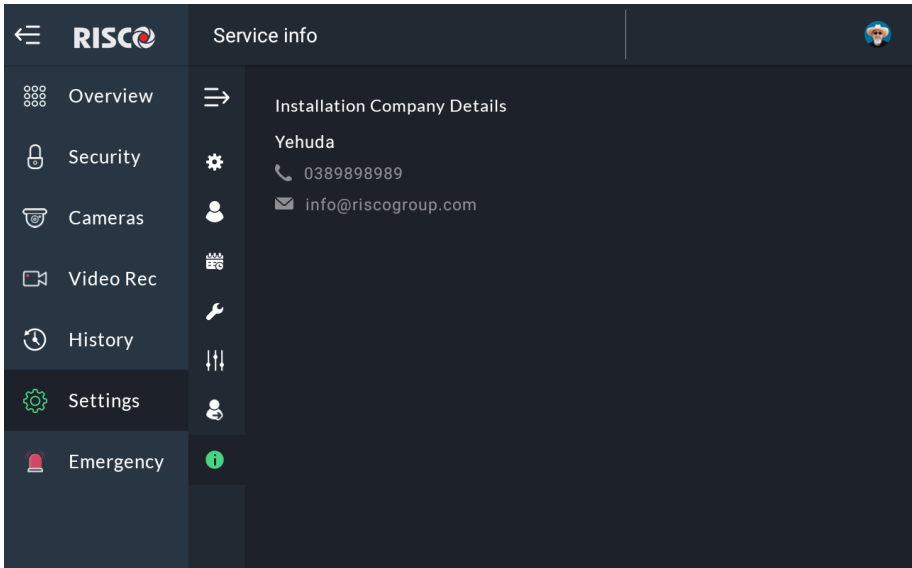 RISCO
Service info
Overview
Security
Cameras
Video Rec
History
Settings
Emergency
Installation Company Details
Yehuda
0389898989
info@riscogroup.com